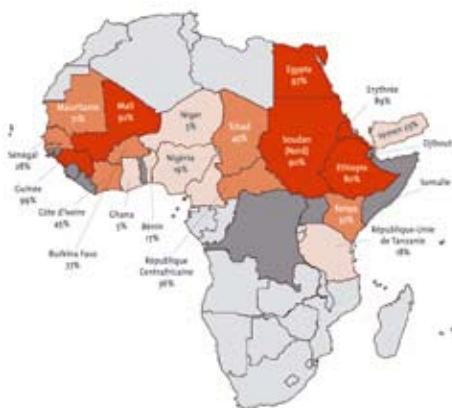 Egypte
97%
Erythrée
89%
Mauritanie
71%
Mali
92%
Niger
5%
Tchad
45%
Soudan
(Nord)
90%
Yemen 23%
Djibouti
Sénégal
28%
Nigéria
19%
Ethiopie
80%
Somalie
Guinée
99%
Côte d'Ivoire
45%
Ghana
5%
Bénin
17%
Kenya
République-Unie
de Tanzanie
18%
Burkina Faso
77%
République
Centrafricaine
36%